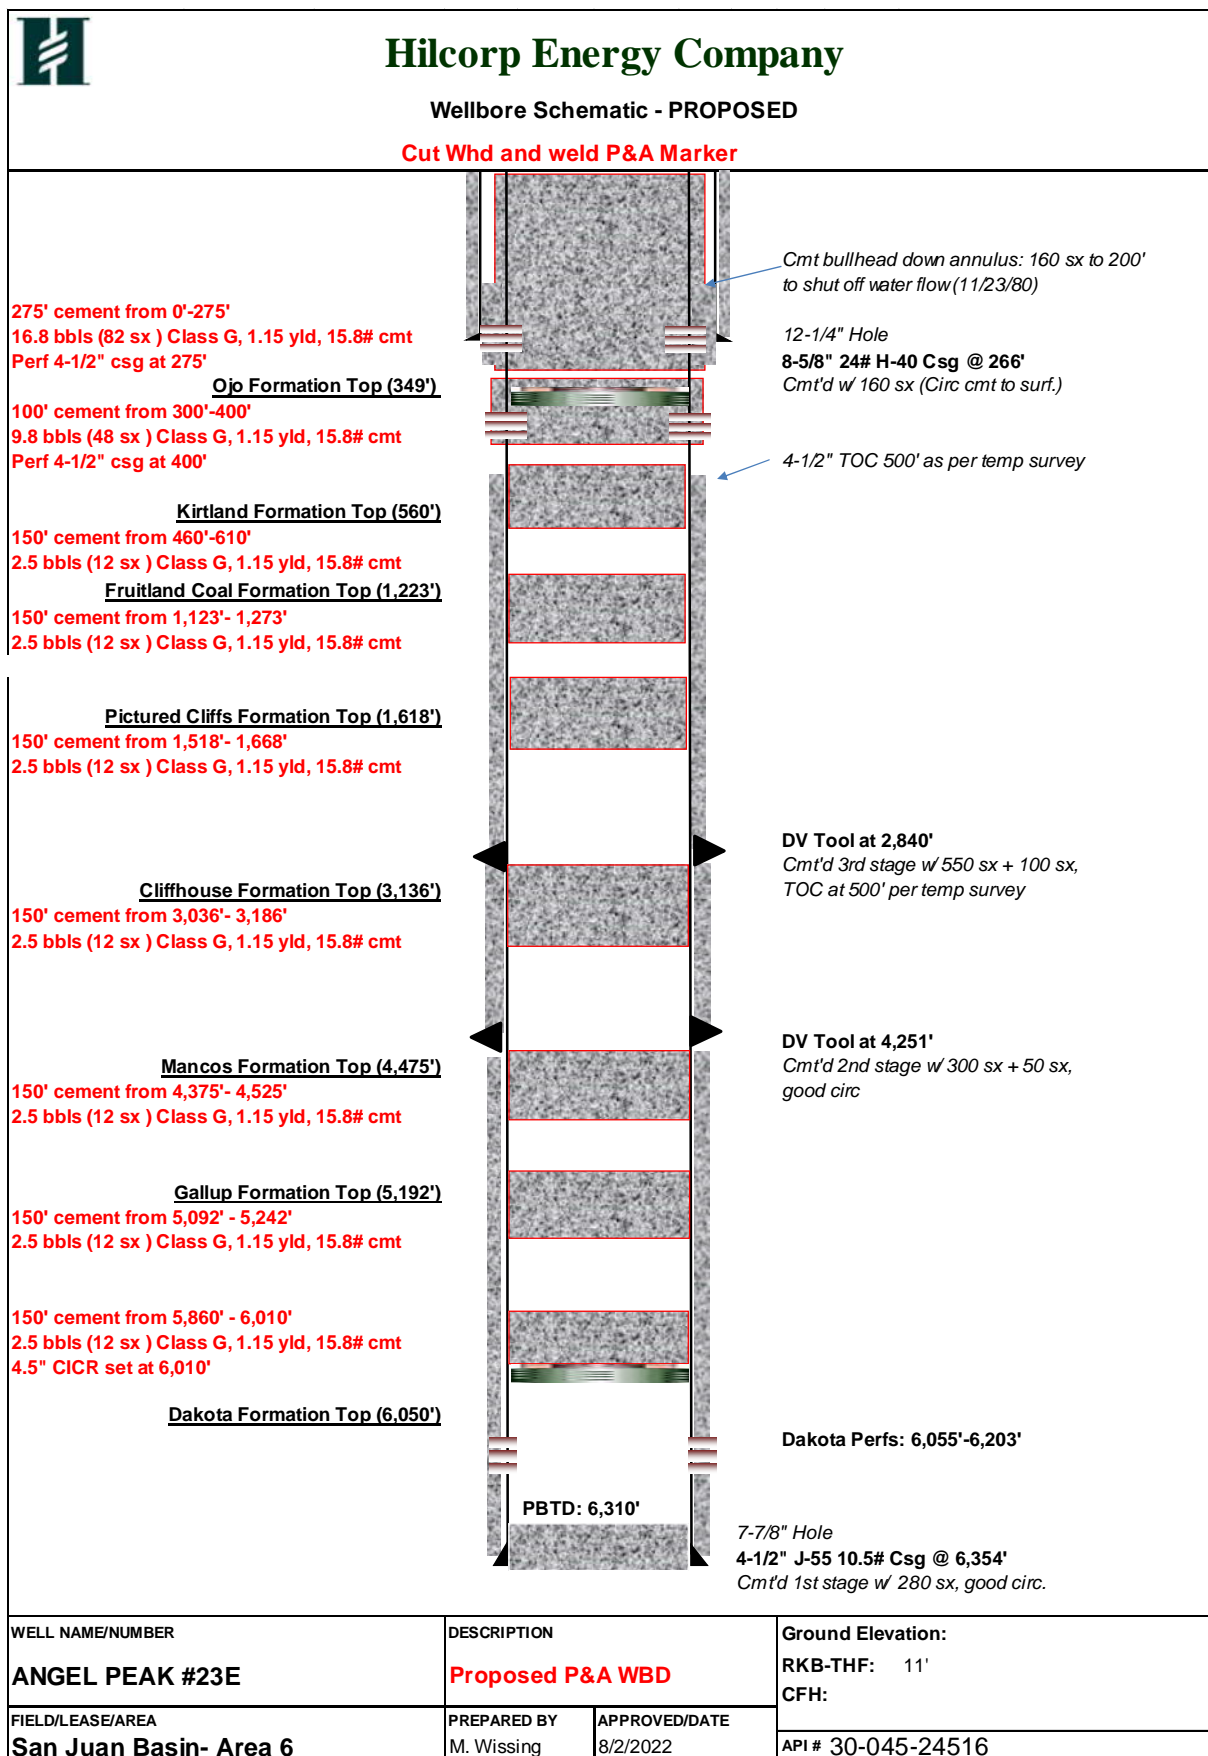 Hilcorp Energy Company
Wellbore Schematic - PROPOSED
Cut Whd and weld P&A Marker
Cmt bullhead down annulus: 160 sx to 200'
to shut off water flow (11/23/80)
275' cement from 0'-275'
16.8 bbls (82 sx ) Class G, 1.15 yld, 15.8# cmt
Perf 4-1/2" csg at 275'
12-1/4" Hole
8-5/8" 24# H-40 Csg @ 266'
Cmt'd w/ 160 sx (Circ cmt to surf.)
Ojo Formation Top (349')
100' cement from 300'-400'
9.8 bbls (48 sx ) Class G, 1.15 yld, 15.8# cmt
Perf 4-1/2" csg at 400'
4-1/2" TOC 500' as per temp survey
Kirtland Formation Top (560')
150' cement from 460'-610'
2.5 bbls (12 sx ) Class G, 1.15 yld, 15.8# cmt
Fruitland Coal Formation Top (1,223')
150' cement from 1,123'- 1,273'
2.5 bbls (12 sx ) Class G, 1.15 yld, 15.8# cmt
Pictured Cliffs Formation Top (1,618')
150' cement from 1,518'- 1,668'
2.5 bbls (12 sx ) Class G, 1.15 yld, 15.8# cmt
DV Tool at 2,840'
Cmt'd 3rd stage w/ 550 sx + 100 sx,
TOC at 500' per temp survey
Cliffhouse Formation Top (3,136')
150' cement from 3,036'- 3,186'
2.5 bbls (12 sx ) Class G, 1.15 yld, 15.8# cmt
DV Tool at 4,251'
Cmt'd 2nd stage w/ 300 sx + 50 sx,
good circ
Mancos Formation Top (4,475')
150' cement from 4,375'- 4,525'
2.5 bbls (12 sx ) Class G, 1.15 yld, 15.8# cmt
Gallup Formation Top (5,192')
150' cement from 5,092' - 5,242'
2.5 bbls (12 sx ) Class G, 1.15 yld, 15.8# cmt
150' cement from 5,860' - 6,010'
2.5 bbls (12 sx ) Class G, 1.15 yld, 15.8# cmt
4.5" CICR set at 6,010'
Dakota Formation Top (6,050')
Dakota Perfs: 6,055'-6,203'
PBTD: 6,310'
7-7/8" Hole
4-1/2" J-55 10.5# Csg @ 6,354'
Cmt'd 1st stage w/ 280 sx, good circ.
WELL NAME/NUMBER
ANGEL PEAK #23E
DESCRIPTION
Proposed P&A WBD
Ground Elevation:
RKB-THF: 11'
CFH:
FIELD/LEASE/AREA
San Juan Basin- Area 6
PREPARED BY
M. Wissing
APPROVED/DATE
8/2/2022
API # 30-045-24516